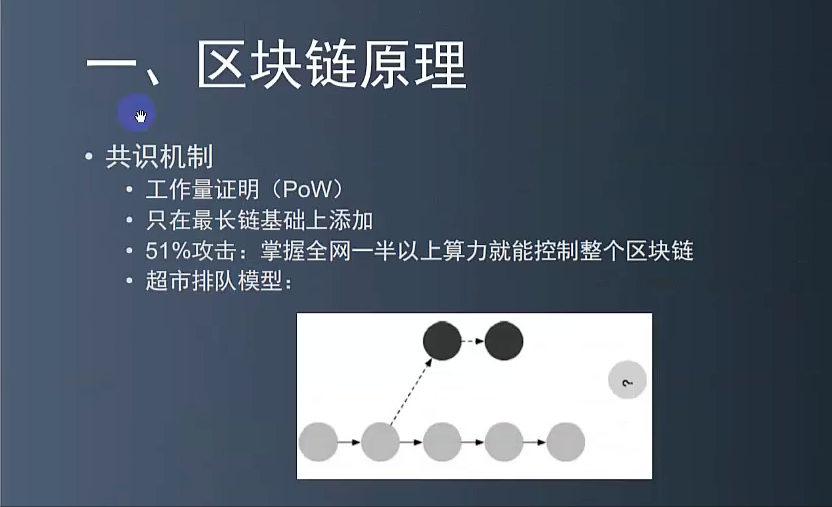 一、区块链原理
• 共识机制
• 工作量证明（PoW）
• 只在最长链基础上添加
• 51%攻击：掌握全网一半以上算力就能控制整个区块链
• 超市排队模型：
?